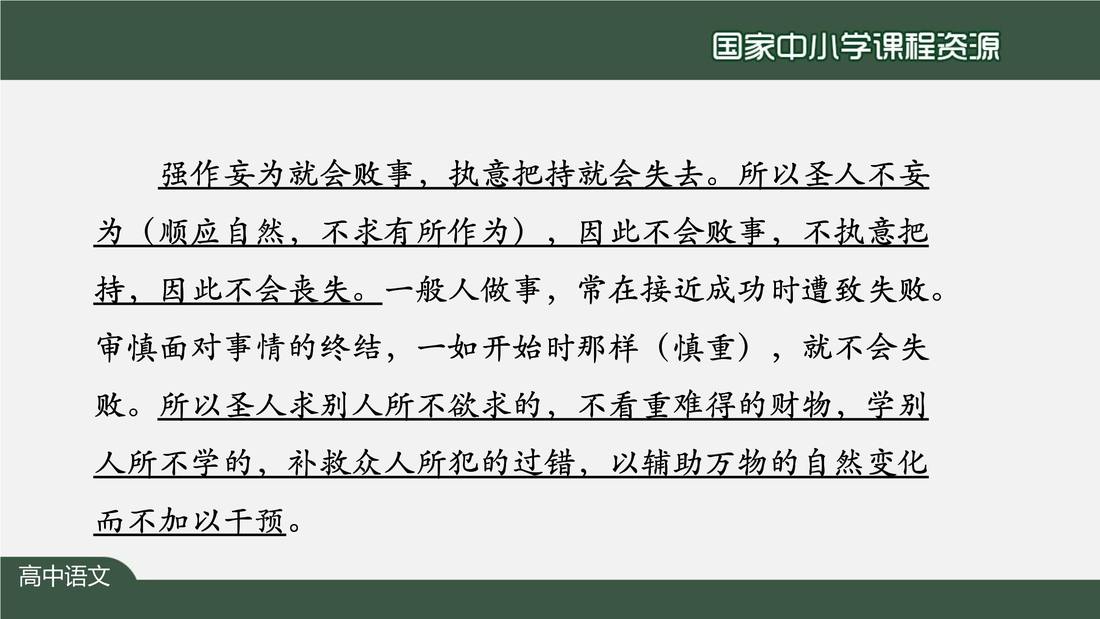 国家中小学课程资源
强作妄为就会败事，执意把持就会失去。所以圣人不妄
为（顺应自然，不求有所作为），因此不会败事，不执意把
持，因此不会丧失。一般人做事，常在接近成功时遭致失败。
审慎面对事情的终结，一如开始时那样（慎重），就不会失
败。所以圣人求别人所不欲求的，不看重难得的财物，学别
人所不学的，补救众人所犯的过错，以辅助万物的自然变化
而不加以干预。
高中语文